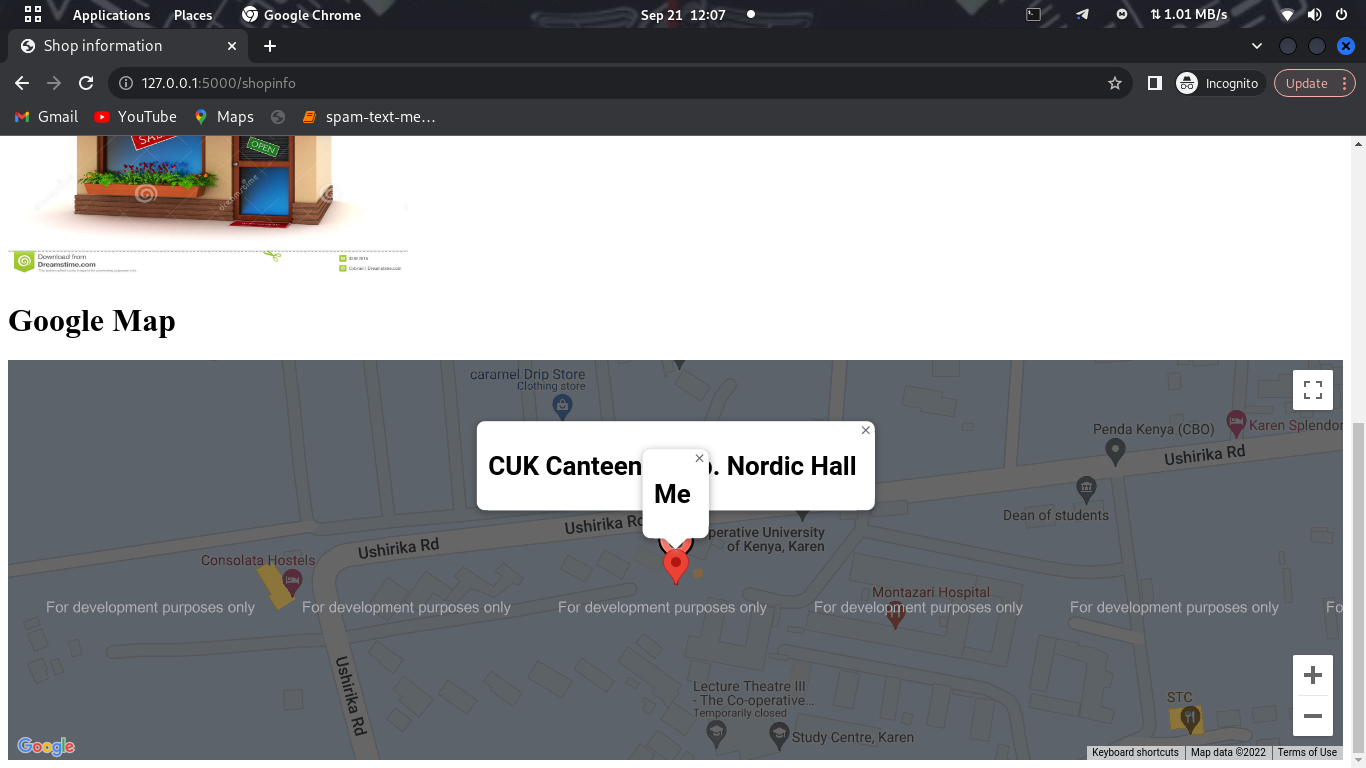 Applications Places Google Chrome Sep 21 12:07 1.01 MB/s
Shop information
127.0.0.1:5000/shopinfo Incognito Update
Gmail YouTube Maps spam-text-me…
OPEN
dreamstime
Download from
Dreamstime.com
Google Map
caramel Drip Store
Clothing store
Penda Kenya (CBO)
Karen Splendor
Ushirika Rd
CUK Canteen . Nordic Hall
Me
Dean of students
Ushirika Rd
perative University
of Kenya, Karen
Ushirika Rd
Consolata Hostels
Montazari Hospital
For development purposes only For development purposes only For development purposes only For development purposes only For development purposes only Fo
Ushirika Rd
Lecture Theatre III
- The Co-operative…
Temporarily closed
STC
Study Centre, Karen
Google
Keyboard shortcuts Map data ©2022 Terms of Use